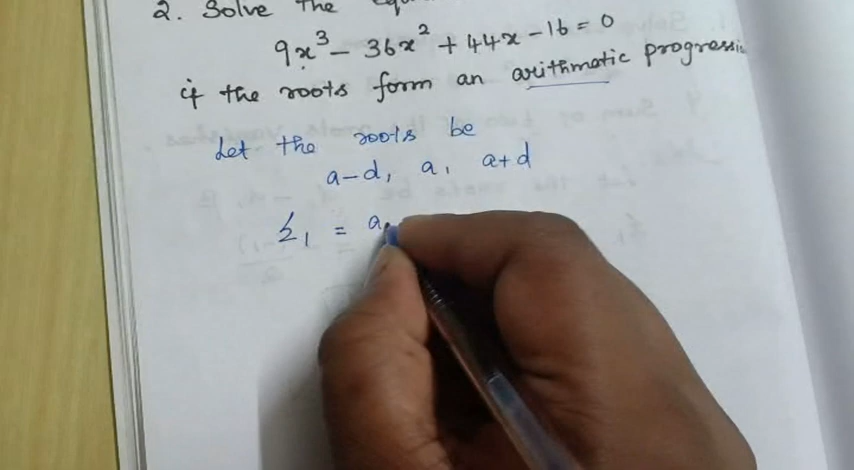 2. Solve the
9x³ – 36x² + 44x – 16 = 0
if the roots form an arithmatic
Let the roots be
a – d, a, a + d
Σ₁ = a